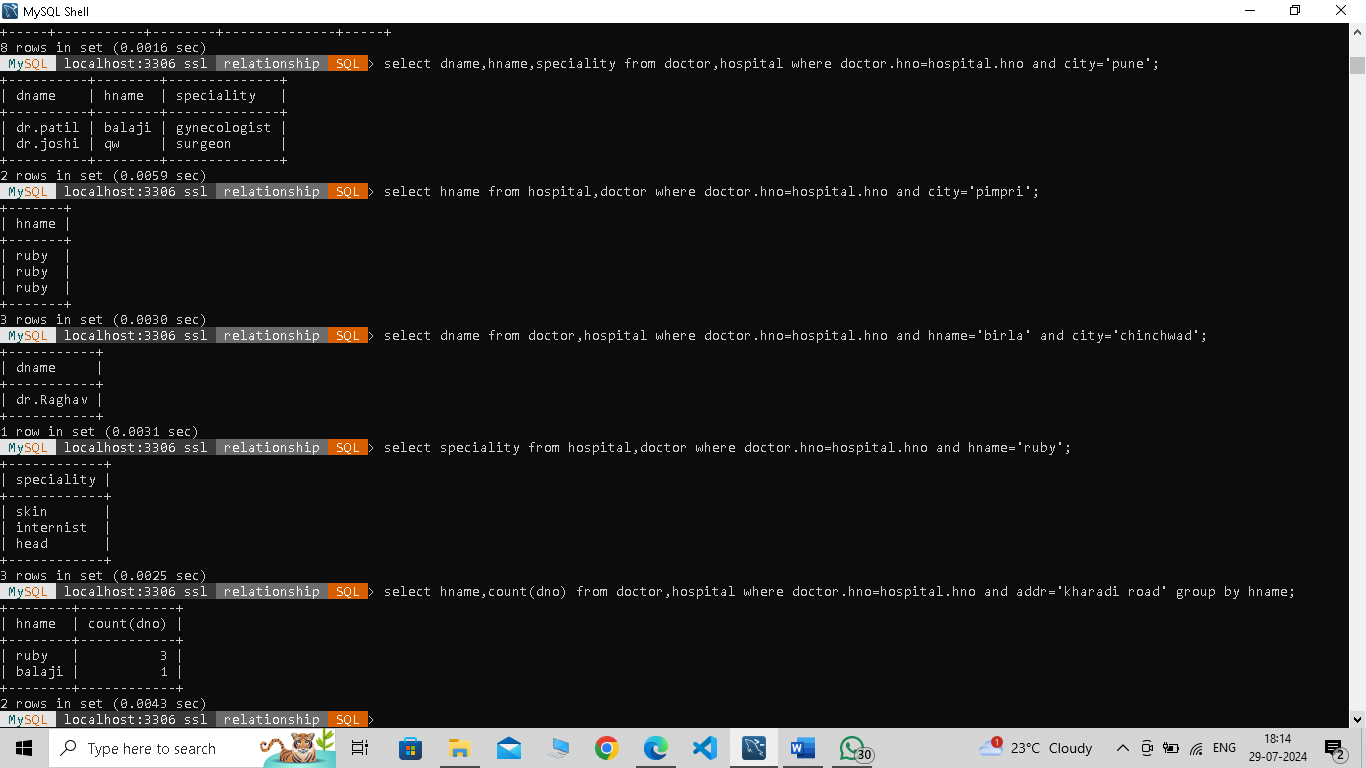 MySQL Shell
+-----+----------+--------+--------------+-----+
8 rows in set (0.0016 sec)
MySQL localhost:3306 ssl relationship SQL > select dname,hname,speciality from doctor,hospital where doctor.hno=hospital.hno and city='pune';
+----------+--------+--------------+
| dname    | hname  | speciality   |
+----------+--------+--------------+
| dr.patil | balaji | gynecologist |
| dr.joshi | qw     | surgeon      |
+----------+--------+--------------+
2 rows in set (0.0059 sec)
MySQL localhost:3306 ssl relationship SQL > select hname from hospital,doctor where doctor.hno=hospital.hno and city='pimpri';
+-------+
| hname |
+-------+
| ruby  |
| ruby  |
| ruby  |
+-------+
3 rows in set (0.0030 sec)
MySQL localhost:3306 ssl relationship SQL > select dname from doctor,hospital where doctor.hno=hospital.hno and hname='birla' and city='chinchwad';
+-----------+
| dname     |
+-----------+
| dr.Raghav |
+-----------+
1 row in set (0.0031 sec)
MySQL localhost:3306 ssl relationship SQL > select speciality from hospital,doctor where doctor.hno=hospital.hno and hname='ruby';
+------------+
| speciality |
+------------+
| skin       |
| internist  |
| head       |
+------------+
3 rows in set (0.0025 sec)
MySQL localhost:3306 ssl relationship SQL > select hname,count(dno) from doctor,hospital where doctor.hno=hospital.hno and addr='kharadi road' group by hname;
+--------+------------+
| hname  | count(dno) |
+--------+------------+
| ruby   |          3 |
| balaji |          1 |
+--------+------------+
2 rows in set (0.0043 sec)
MySQL localhost:3306 ssl relationship SQL >
Type here to search 30 1 23°C Cloudy ENG 18:14
29-07-2024 2